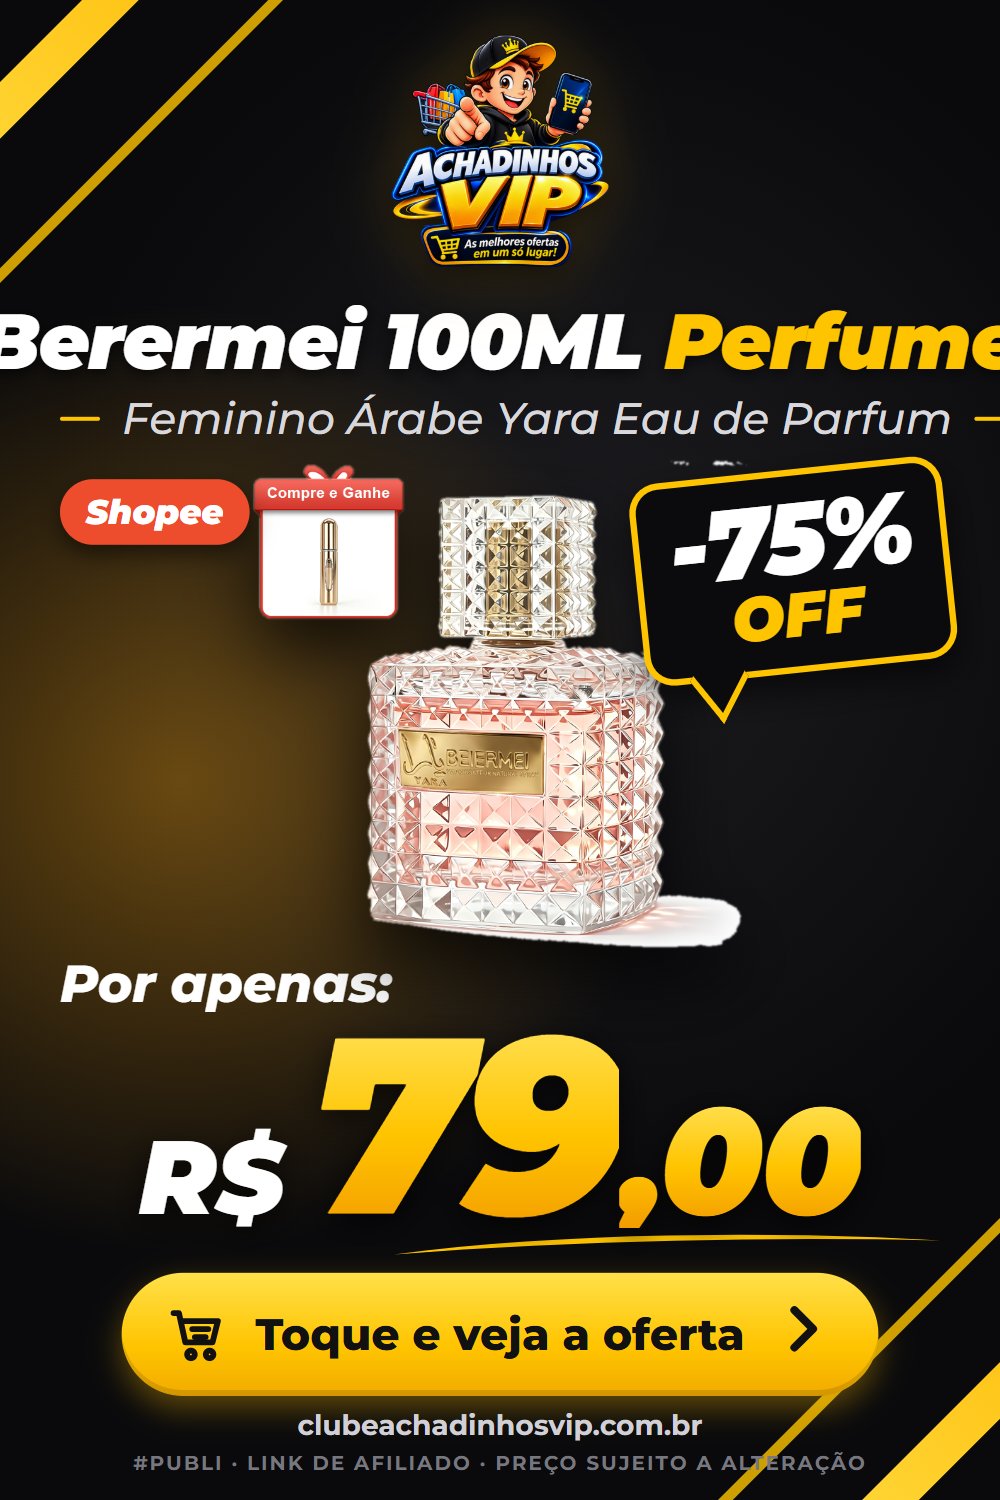 ACHADINHOS
VIP
As melhores ofertas
em um só lugar!
Berermei 100ML Perfume
Feminino Árabe Yara Eau de Parfum
Shopee
Compre e Ganhe
-75%
OFF
BEIERMEI
YARA
Por apenas:
R$ 79,00
Toque e veja a oferta
clubeachadinhosvip.com.br
#PUBLI · LINK DE AFILIADO · PREÇO SUJEITO A ALTERAÇÃO